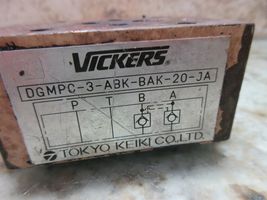 VICKERS
DGMPC-3-ABK-BAK-20-JA
P T B A
TOKYO KEIKI CO., LTD.